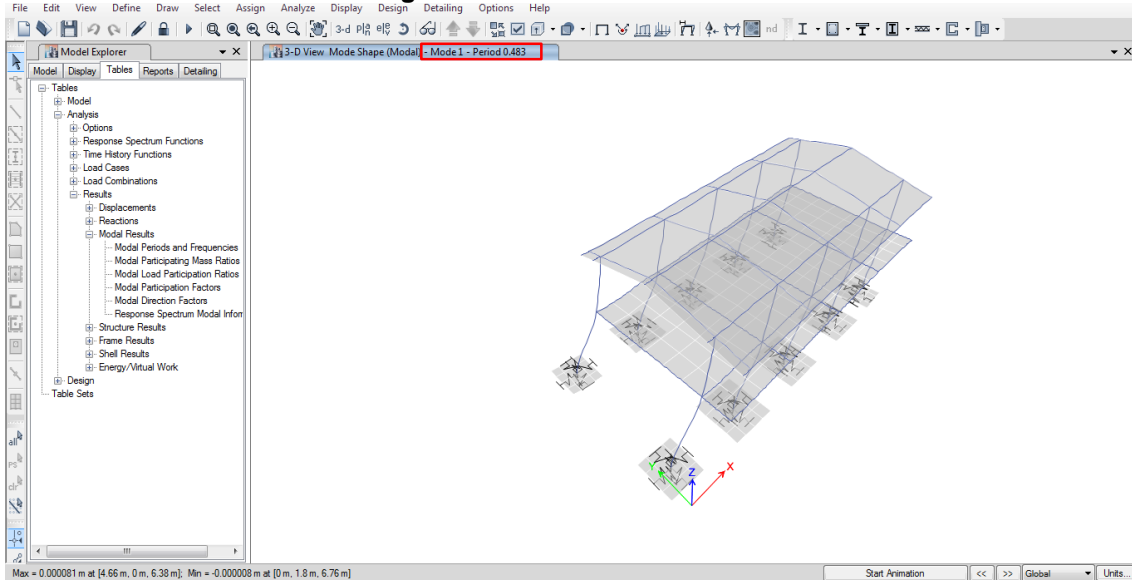 File Edit View Define Draw Select Assign Analyze Display Design Detailing Options Help
3-d
nd
Model Explorer
3-D View Mode Shape (Modal) - Mode 1 - Period 0.483
Model Display Tables Reports Detailing
Tables
Model
Analysis
Options
Response Spectrum Functions
Time History Functions
Load Cases
Load Combinations
Results
Displacements
Reactions
Modal Results
Modal Periods and Frequencies
Modal Participating Mass Ratios
Modal Load Participation Ratios
Modal Participation Factors
Modal Direction Factors
Response Spectrum Modal Infor
Structure Results
Frame Results
Shell Results
Energy/Virtual Work
Design
Table Sets
all
PS
clr
Y Z X
Max = 0.000081 m at [4.66 m, 0 m, 6.38 m]; Min = -0.000008 m at [0 m, 1.8 m, 6.76 m]
Start Animation << >> Global Units...